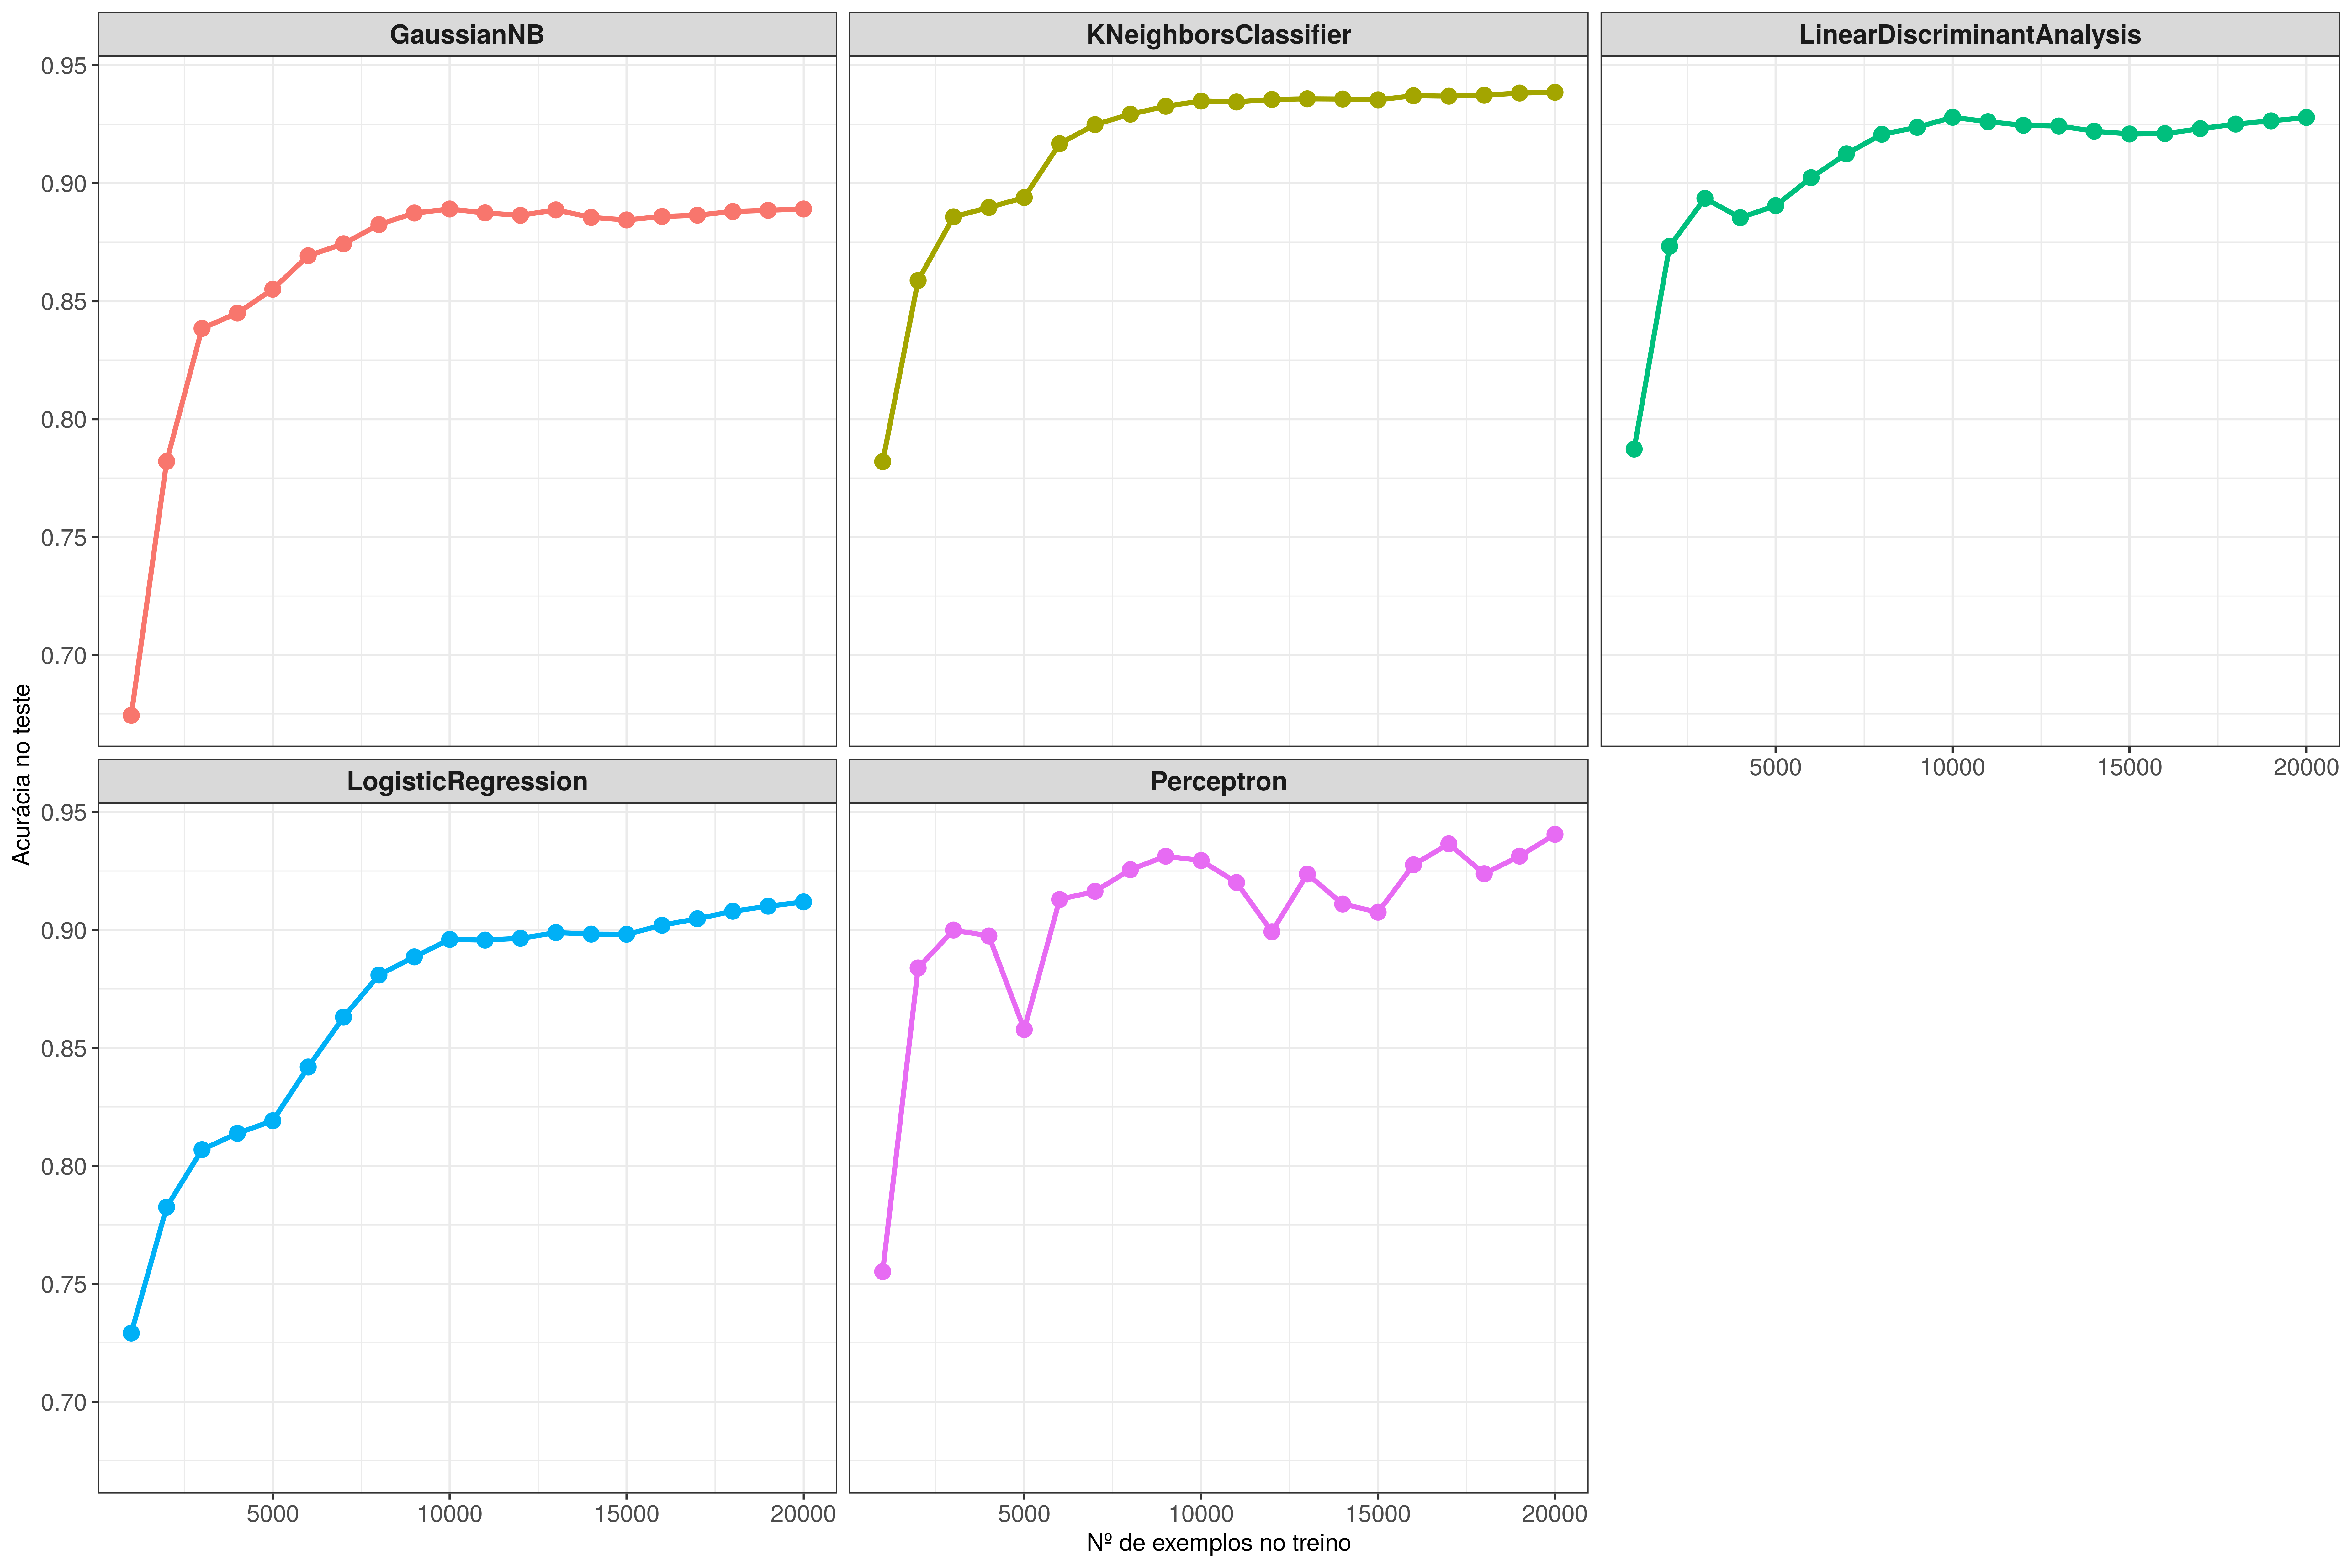 GaussianNB
KNeighborsClassifier
LinearDiscriminantAnalysis
0.95
0.90
0.85
0.80
0.75
0.70
5000 10000 15000 20000
Acurácia no teste
LogisticRegression
Perceptron
0.95
0.90
0.85
0.80
0.75
0.70
5000 10000 15000 20000
5000 10000 15000 20000
Nº de exemplos no treino